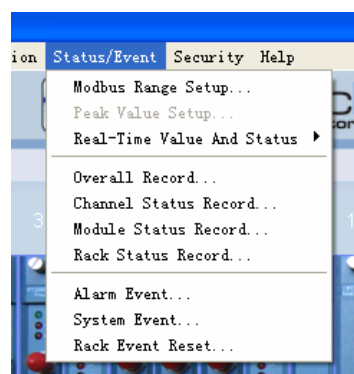 ion Status/Event Security Help
Modbus Range Setup...
Peak Value Setup...
Real-Time Value And Status
Overall Record...
Channel Status Record...
Module Status Record...
Rack Status Record...
Alarm Event...
System Event...
Rack Event Reset...